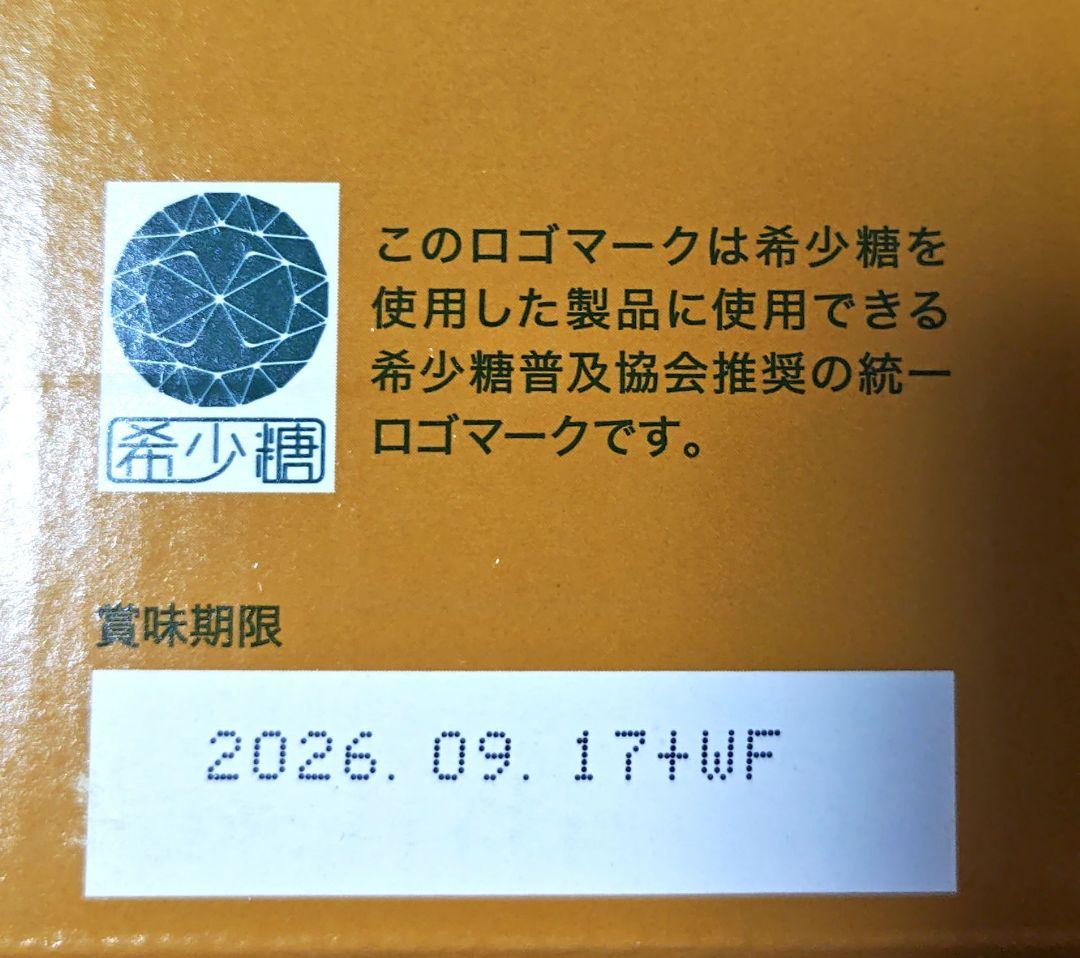 希少糖
このロゴマークは希少糖を
使用した製品に使用できる
希少糖普及協会推奨の統一
ロゴマークです。
賞味期限
2026.09.17+WF